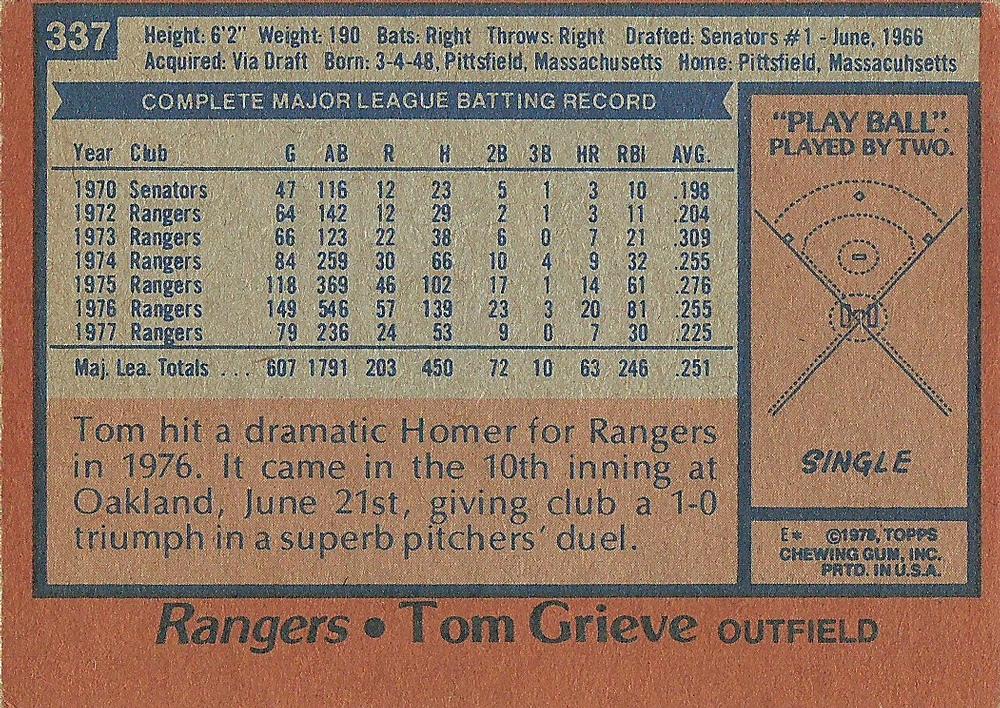 337
Height: 6'2" Weight: 190 Bats: Right Throws: Right Drafted: Senators #1 - June, 1966
Acquired: Via Draft Born: 3-4-48, Pittsfield, Massachusetts Home: Pittsfield, Massacuhsetts
COMPLETE MAJOR LEAGUE BATTING RECORD
Year Club G AB R H 2B 3B HR RBI AVG.
1970 Senators 47 116 12 23 5 1 3 10 .198
1972 Rangers 64 142 12 29 2 1 3 11 .204
1973 Rangers 66 123 22 38 6 0 7 21 .309
1974 Rangers 84 259 30 66 10 4 9 32 .255
1975 Rangers 118 369 46 102 17 1 14 61 .276
1976 Rangers 149 546 57 139 23 3 20 81 .255
1977 Rangers 79 236 24 53 9 0 7 30 .225
Maj. Lea. Totals . . . 607 1791 203 450 72 10 63 246 .251
Tom hit a dramatic Homer for Rangers
in 1976. It came in the 10th inning at
Oakland, June 21st, giving club a 1-0
triumph in a superb pitchers' duel.
"PLAY BALL".
PLAYED BY TWO.
SINGLE
E* ©1978, TOPPS
CHEWING GUM, INC.
PRTD. IN U.S.A.
Rangers • Tom Grieve OUTFIELD